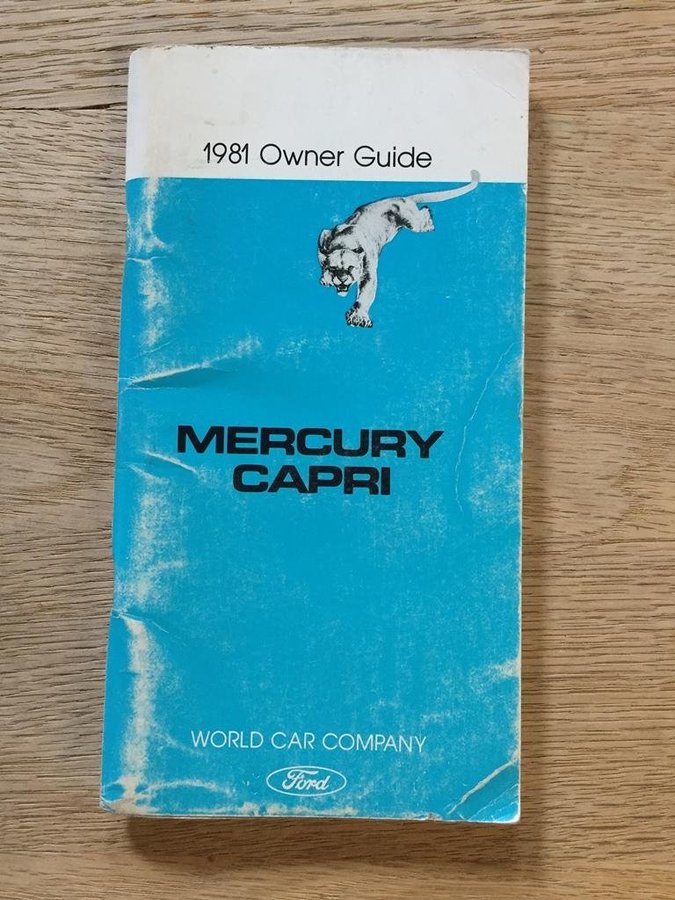 1981 Owner Guide
MERCURY
CAPRI
WORLD CAR COMPANY
Ford